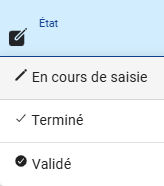 État
En cours de saisie
Terminé
Validé